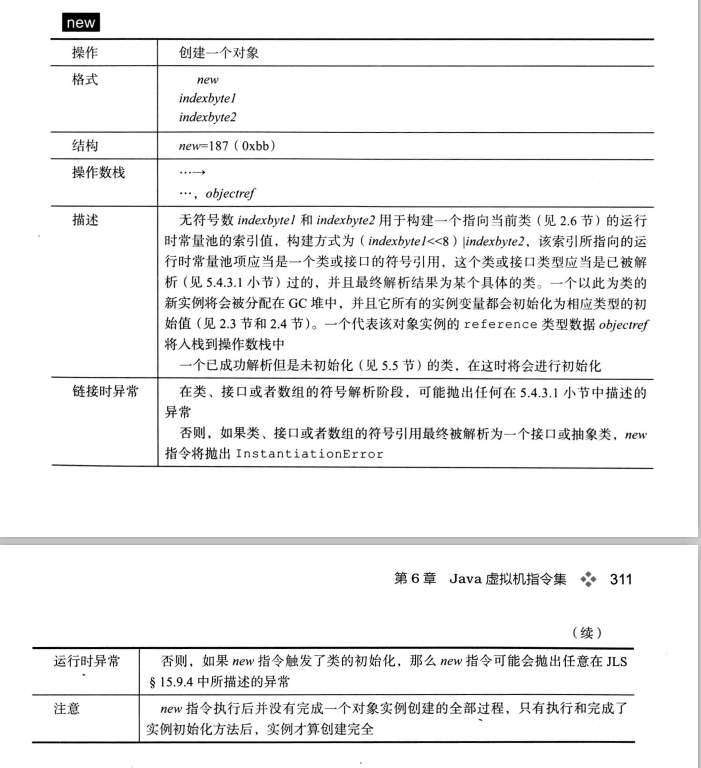 new
操作 创建一个对象
格式 new
indexbyte1
indexbyte2
结构 new=187（0xbb）
操作数栈 …→
…，objectref
描述 无符号数 indexbyte1 和 indexbyte2 用于构建一个指向当前类（见 2.6 节）的运行
时常量池的索引值，构建方式为（indexbyte1<<8）|indexbyte2，该索引所指向的运
行时常量池项应当是一个类或接口的符号引用，这个类或接口类型应当是已被解
析（见 5.4.3.1 小节）过的，并且最终解析结果为某个具体的类。一个以此为类的
新实例将会被分配在 GC 堆中，并且它所有的实例变量都会初始化为相应类型的初
始值（见 2.3 节和 2.4 节）。一个代表该对象实例的 reference 类型数据 objectref
将入栈到操作数栈中
一个已成功解析但是未初始化（见 5.5 节）的类，在这时将会进行初始化
链接时异常 在类、接口或者数组的符号解析阶段，可能抛出任何在 5.4.3.1 小节中描述的
异常
否则，如果类、接口或者数组的符号引用最终被解析为一个接口或抽象类，new
指令将抛出 InstantiationError
第 6 章 Java 虚拟机指令集 311
（续）
运行时异常 否则，如果 new 指令触发了类的初始化，那么 new 指令可能会抛出任意在 JLS
§ 15.9.4 中所描述的异常
注意 new 指令执行后并没有完成一个对象实例创建的全部过程，只有执行和完成了
实例初始化方法后，实例才算创建完全